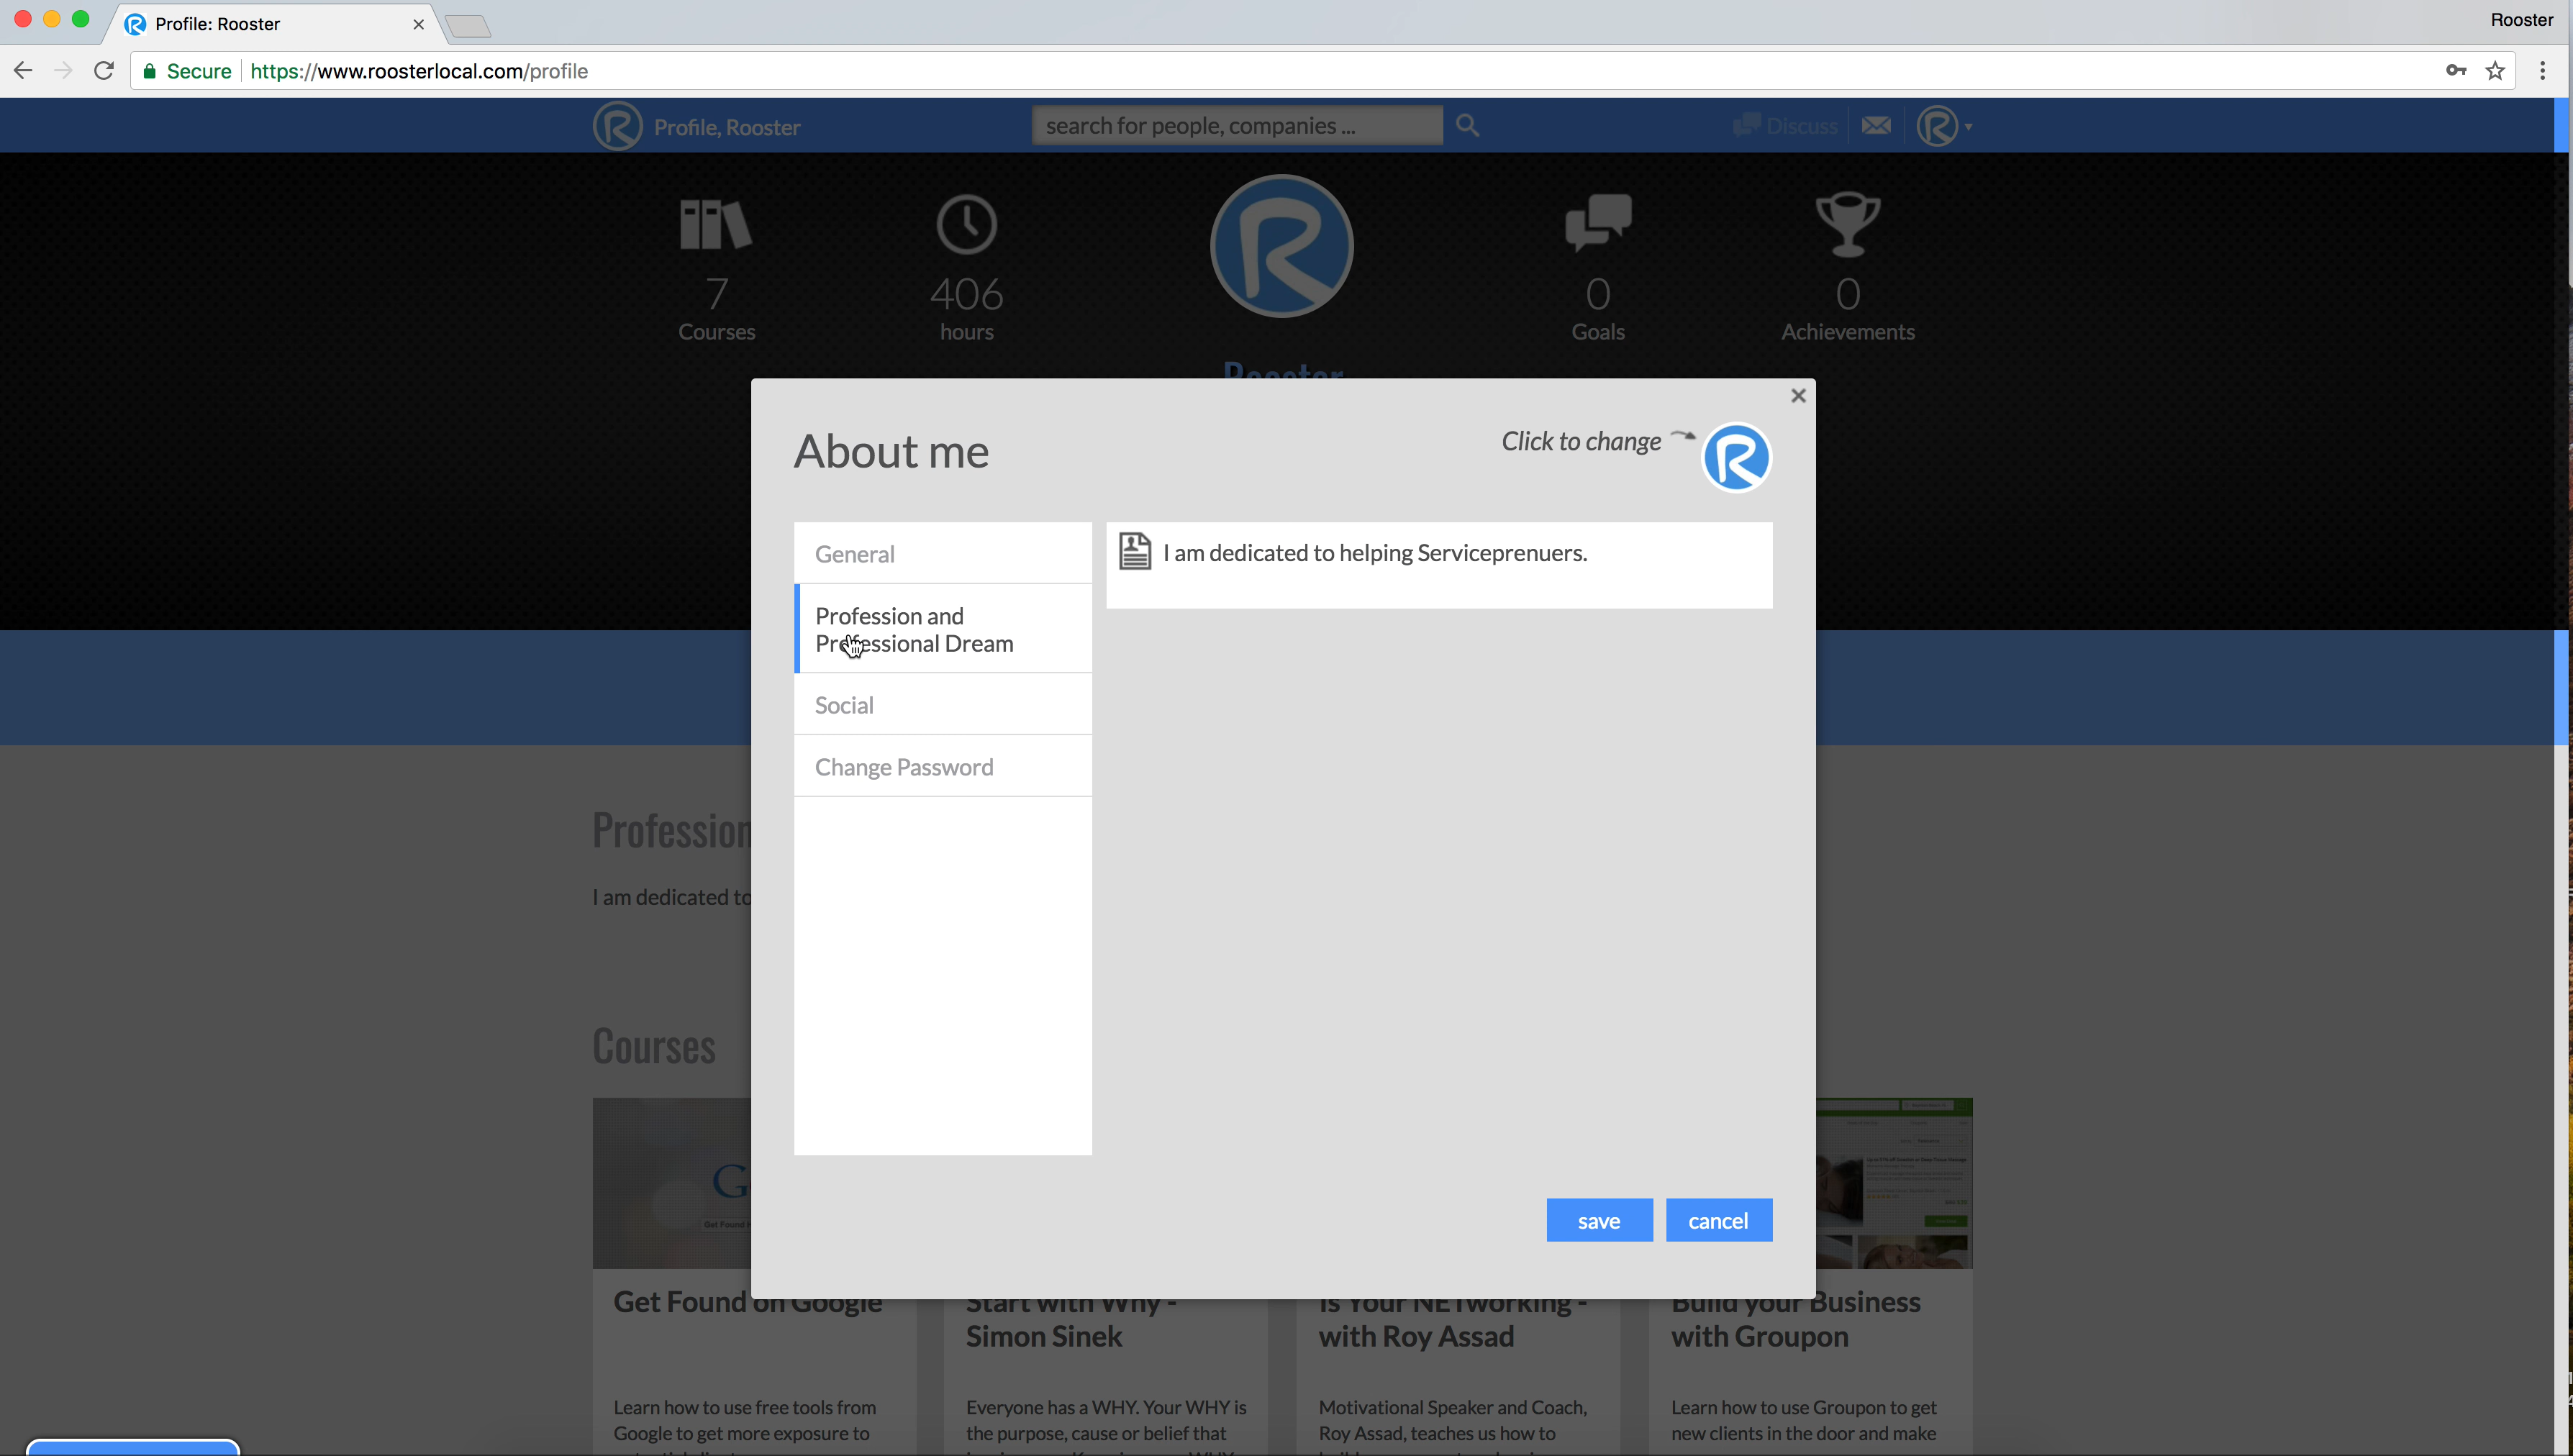 Profile: Rooster
Rooster
Secure
https://www.roosterlocal.com/profile
Profile, Rooster
search for people, companies ...
Discuss
7
Courses
406
hours
0
Goals
0
Achievements
Rooster
About me
Click to change
General
Profession and
Professional Dream
Social
Change Password
I am dedicated to helping Serviceprenuers.
save
cancel
Profession
I am dedicated to
Courses
Get Found
Get Found on Google
Start with Why -
Simon Sinek
Is Your NETworking -
with Roy Assad
Build your Business
with Groupon
Learn how to use free tools from
Google to get more exposure to
Everyone has a WHY. Your WHY is
the purpose, cause or belief that
Motivational Speaker and Coach,
Roy Assad, teaches us how to
Learn how to use Groupon to get
new clients in the door and make